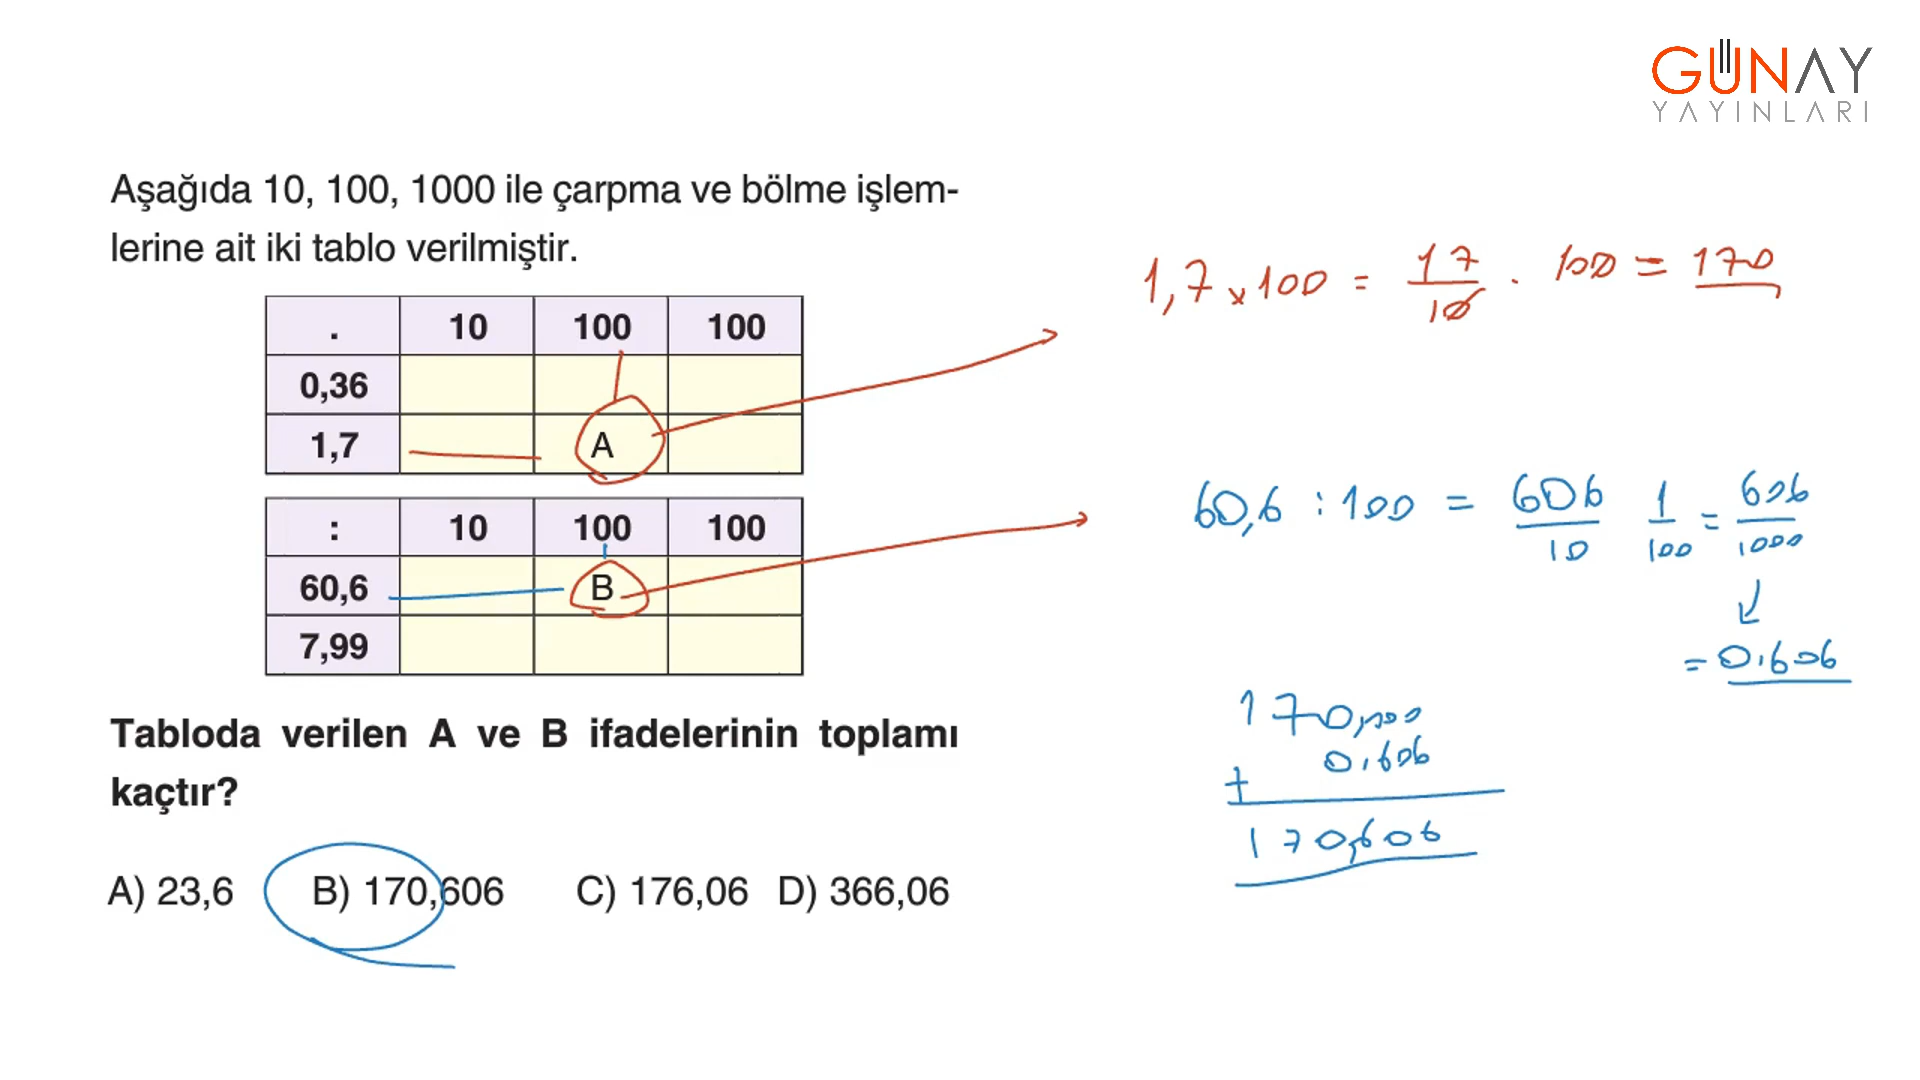 GÜNAY
YAYINLARI
Aşağıda 10, 100, 1000 ile çarpma ve bölme işlem-
lerine ait iki tablo verilmiştir.
. 10 100 100
0,36
1,7 A
: 10 100 100
60,6 B
7,99
Tabloda verilen A ve B ifadelerinin toplamı
kaçtır?
A) 23,6 B) 170,606 C) 176,06 D) 366,06
1,7 x 100 = 17/10 . 100 = 170
60,6 : 100 = 606/10 1/100 = 606/1000
= 0,606
170,000
0,606
+
170,606